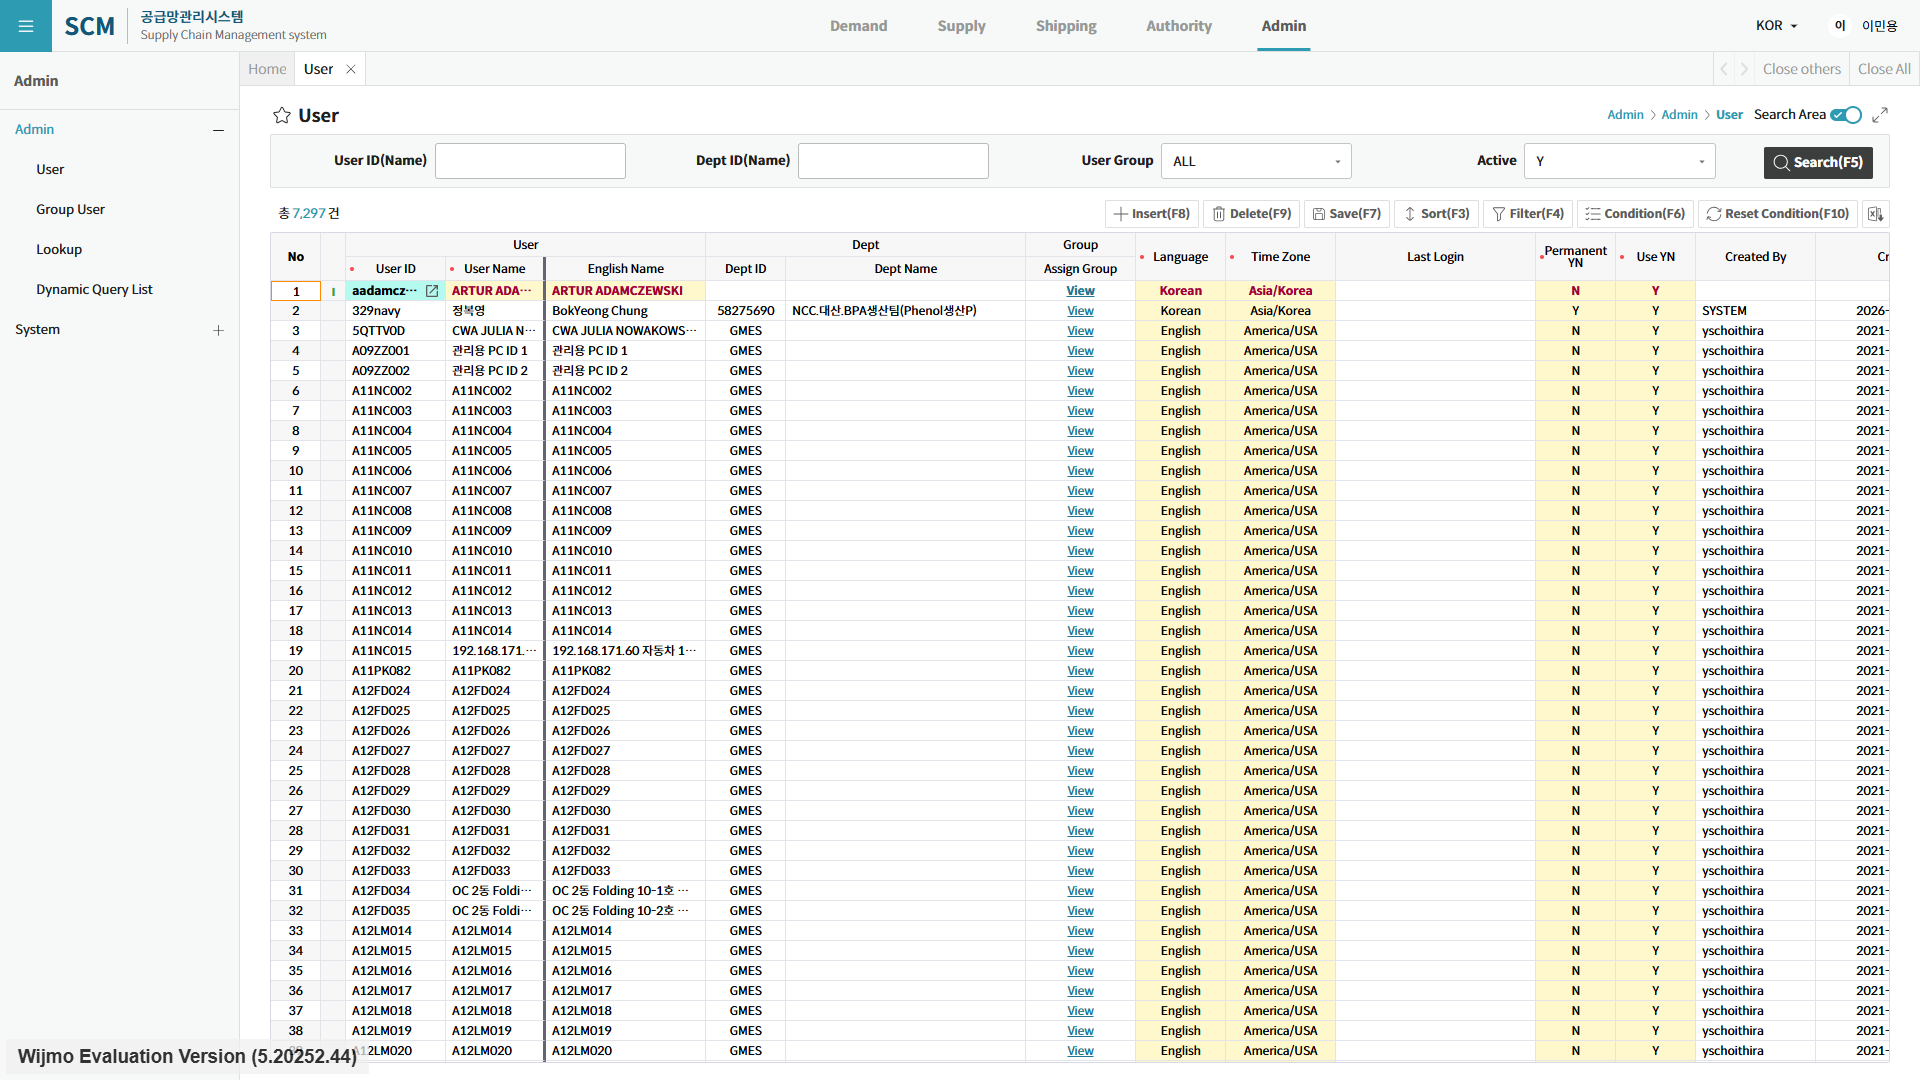 SCM 공급망관리시스템
Supply Chain Management system
Demand Supply Shipping Authority Admin
KOR 이 이민용
Admin
Home User Close others Close All
Admin
User
Group User
Lookup
Dynamic Query List
System
User
Admin > Admin > User Search Area
User ID(Name) Dept ID(Name) User Group ALL Active Y Search(F5)
총 7,297 건
Insert(F8) Delete(F9) Save(F7) Sort(F3) Filter(F4) Condition(F6) Reset Condition(F10)
No User Dept Group Language Time Zone Last Login Permanent YN Use YN Created By Cr
User ID User Name English Name Dept ID Dept Name Assign Group
1 I aadamcz··· ARTUR ADA··· ARTUR ADAMCZEWSKI View Korean Asia/Korea N Y
2 329navy 정복영 BokYeong Chung 58275690 NCC.대산.BPA생산팀(Phenol생산P) View Korean Asia/Korea Y Y SYSTEM 2026-
3 5QTTV0D CWA JULIA N··· CWA JULIA NOWAKOWS··· GMES View English America/USA N Y yschoithira 2021-
4 A09ZZ001 관리용 PC ID 1 관리용 PC ID 1 GMES View English America/USA N Y yschoithira 2021-
5 A09ZZ002 관리용 PC ID 2 관리용 PC ID 2 GMES View English America/USA N Y yschoithira 2021-
6 A11NC002 A11NC002 A11NC002 GMES View English America/USA N Y yschoithira 2021-
7 A11NC003 A11NC003 A11NC003 GMES View English America/USA N Y yschoithira 2021-
8 A11NC004 A11NC004 A11NC004 GMES View English America/USA N Y yschoithira 2021-
9 A11NC005 A11NC005 A11NC005 GMES View English America/USA N Y yschoithira 2021-
10 A11NC006 A11NC006 A11NC006 GMES View English America/USA N Y yschoithira 2021-
11 A11NC007 A11NC007 A11NC007 GMES View English America/USA N Y yschoithira 2021-
12 A11NC008 A11NC008 A11NC008 GMES View English America/USA N Y yschoithira 2021-
13 A11NC009 A11NC009 A11NC009 GMES View English America/USA N Y yschoithira 2021-
14 A11NC010 A11NC010 A11NC010 GMES View English America/USA N Y yschoithira 2021-
15 A11NC011 A11NC011 A11NC011 GMES View English America/USA N Y yschoithira 2021-
16 A11NC012 A11NC012 A11NC012 GMES View English America/USA N Y yschoithira 2021-
17 A11NC013 A11NC013 A11NC013 GMES View English America/USA N Y yschoithira 2021-
18 A11NC014 A11NC014 A11NC014 GMES View English America/USA N Y yschoithira 2021-
19 A11NC015 192.168.171.··· 192.168.171.60 자동차 1··· GMES View English America/USA N Y yschoithira 2021-
20 A11PK082 A11PK082 A11PK082 GMES View English America/USA N Y yschoithira 2021-
21 A12FD024 A12FD024 A12FD024 GMES View English America/USA N Y yschoithira 2021-
22 A12FD025 A12FD025 A12FD025 GMES View English America/USA N Y yschoithira 2021-
23 A12FD026 A12FD026 A12FD026 GMES View English America/USA N Y yschoithira 2021-
24 A12FD027 A12FD027 A12FD027 GMES View English America/USA N Y yschoithira 2021-
25 A12FD028 A12FD028 A12FD028 GMES View English America/USA N Y yschoithira 2021-
26 A12FD029 A12FD029 A12FD029 GMES View English America/USA N Y yschoithira 2021-
27 A12FD030 A12FD030 A12FD030 GMES View English America/USA N Y yschoithira 2021-
28 A12FD031 A12FD031 A12FD031 GMES View English America/USA N Y yschoithira 2021-
29 A12FD032 A12FD032 A12FD032 GMES View English America/USA N Y yschoithira 2021-
30 A12FD033 A12FD033 A12FD033 GMES View English America/USA N Y yschoithira 2021-
31 A12FD034 OC 2동 Foldi··· OC 2동 Folding 10-1호 ··· GMES View English America/USA N Y yschoithira 2021-
32 A12FD035 OC 2동 Foldi··· OC 2동 Folding 10-2호 ··· GMES View English America/USA N Y yschoithira 2021-
33 A12LM014 A12LM014 A12LM014 GMES View English America/USA N Y yschoithira 2021-
34 A12LM015 A12LM015 A12LM015 GMES View English America/USA N Y yschoithira 2021-
35 A12LM016 A12LM016 A12LM016 GMES View English America/USA N Y yschoithira 2021-
36 A12LM017 A12LM017 A12LM017 GMES View English America/USA N Y yschoithira 2021-
37 A12LM018 A12LM018 A12LM018 GMES View English America/USA N Y yschoithira 2021-
38 A12LM019 A12LM019 A12LM019 GMES View English America/USA N Y yschoithira 2021-
39 A12LM020 A12LM020 A12LM020 GMES View English America/USA N Y yschoithira 2021-
Wijmo Evaluation Version (5.20252.44)